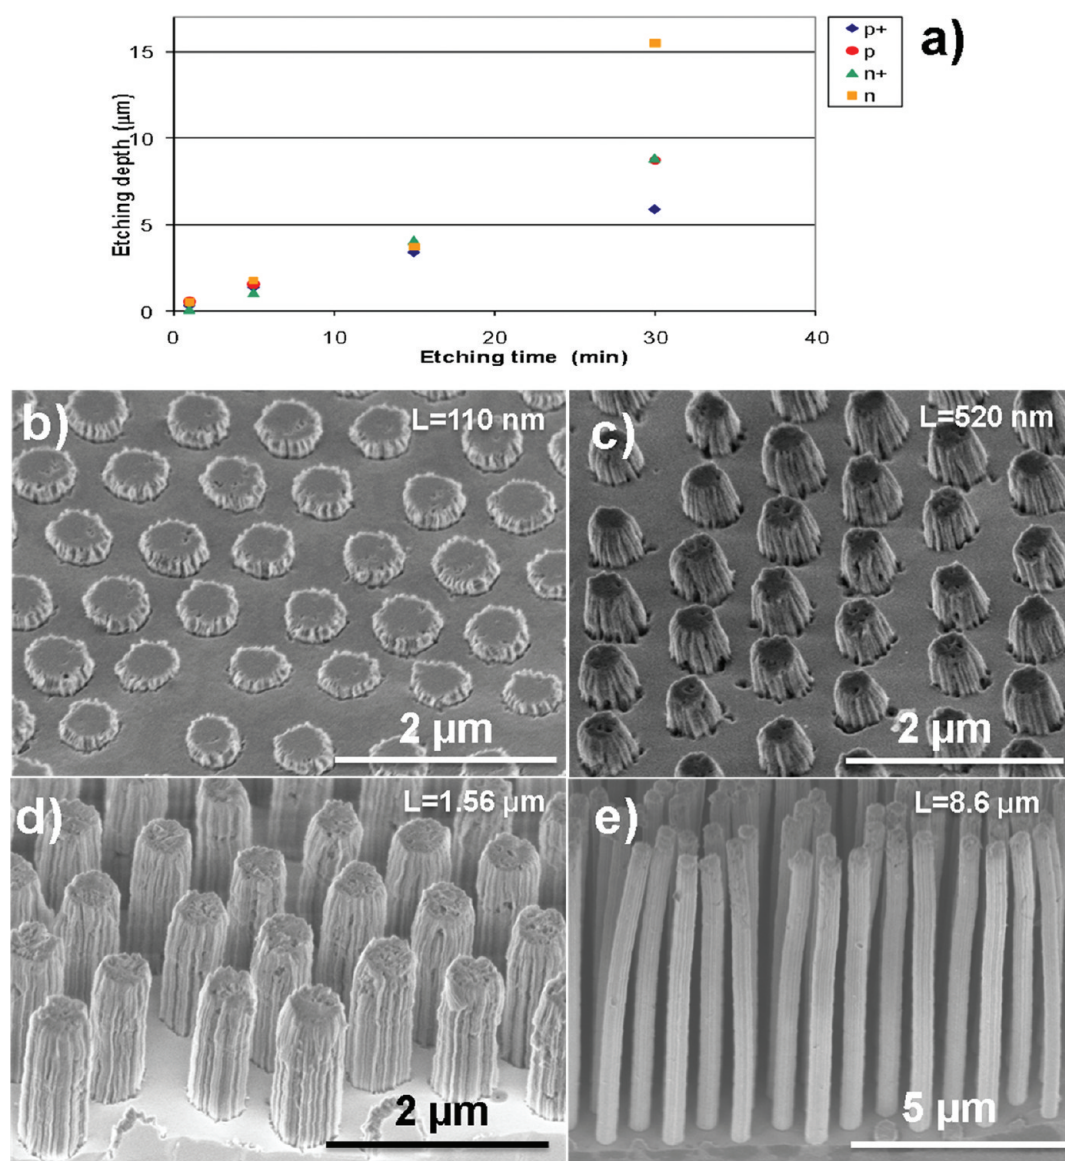 a)
p+
p
n+
n
15
10
5
0
Etching depth (μm)
0 10 20 30 40
Etching time (min)
b)
L=110 nm
2 μm
c)
L=520 nm
2 μm
d)
L=1.56 μm
2 μm
e)
L=8.6 μm
5 μm